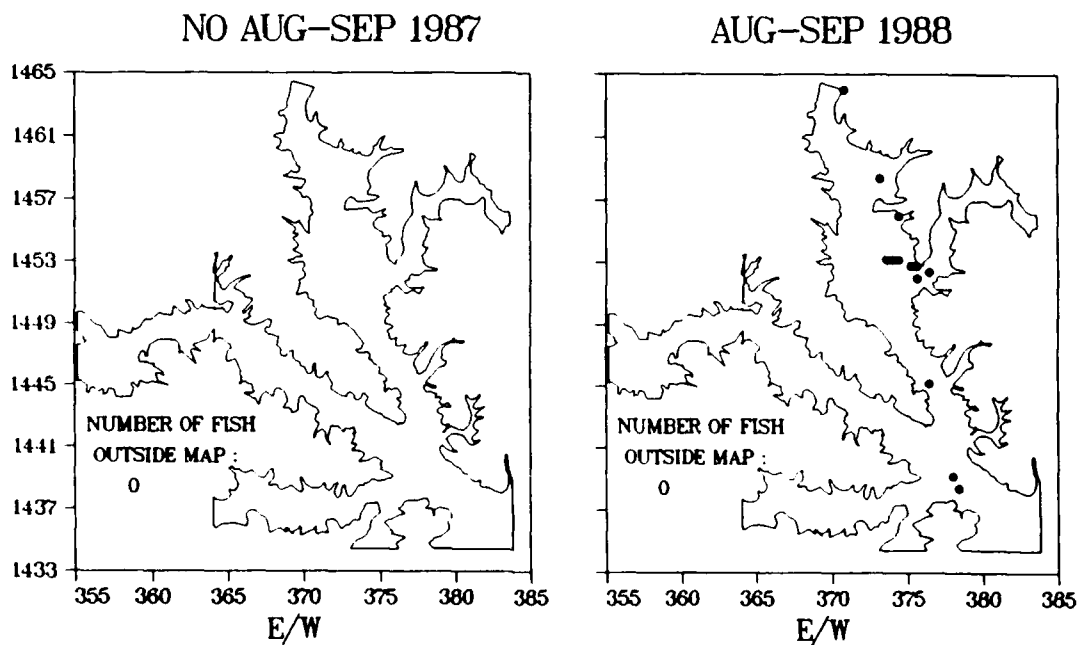 NO AUG-SEP 1987
AUG-SEP 1988
1465
1461
1457
1453
1449
1445
1441
1437
1433
NUMBER OF FISH
OUTSIDE MAP :
0
NUMBER OF FISH
OUTSIDE MAP :
0
355 360 365 370 375 380 385
355 360 365 370 375 380 385
E/W
E/W